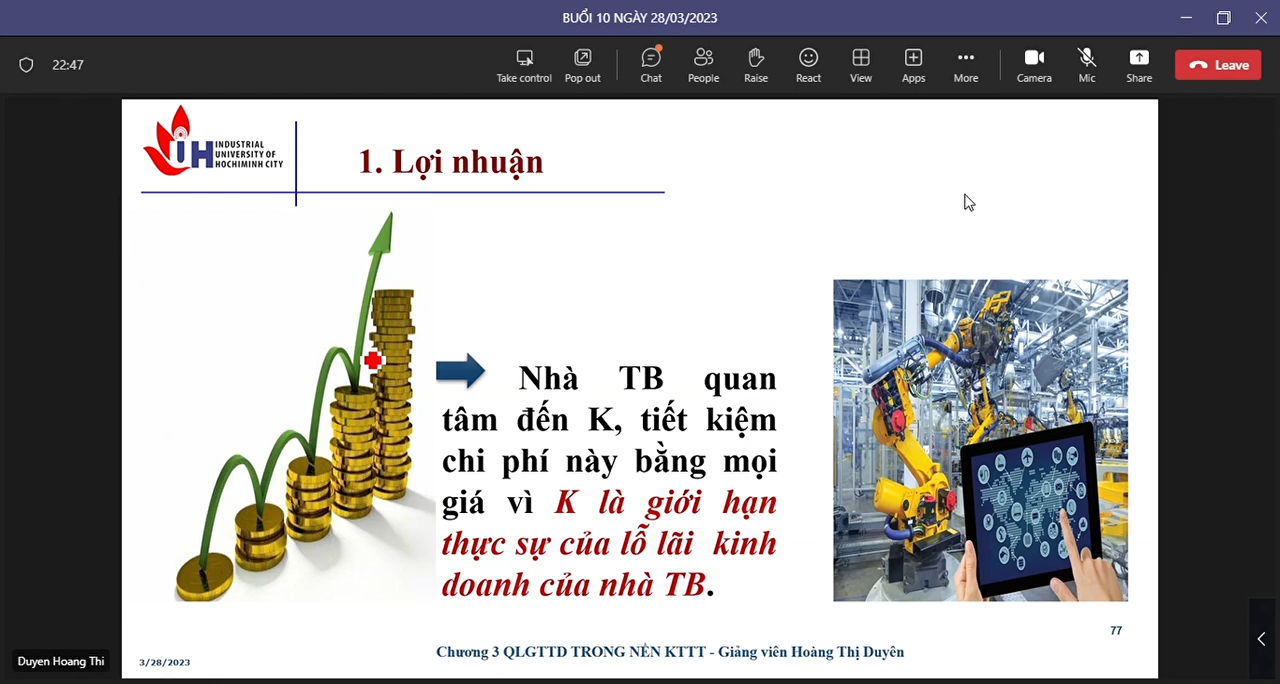 BUỔI 10 NGÀY 28/03/2023
22:47
Take control
Pop out
Chat
People
Raise
React
View
Apps
More
Camera
Mic
Share
Leave
IUH
INDUSTRIAL
UNIVERSITY OF
HOCHIMINH CITY
1. Lợi nhuận
Nhà TB quan
tâm đến K, tiết kiệm
chi phí này bằng mọi
giá vì K là giới hạn
thực sự của lỗ lãi kinh
doanh của nhà TB.
77
Duyen Hoang Thi
3/28/2023
Chương 3 QLGTTD TRONG NỀN KTTT - Giảng viên Hoàng Thị Duyên